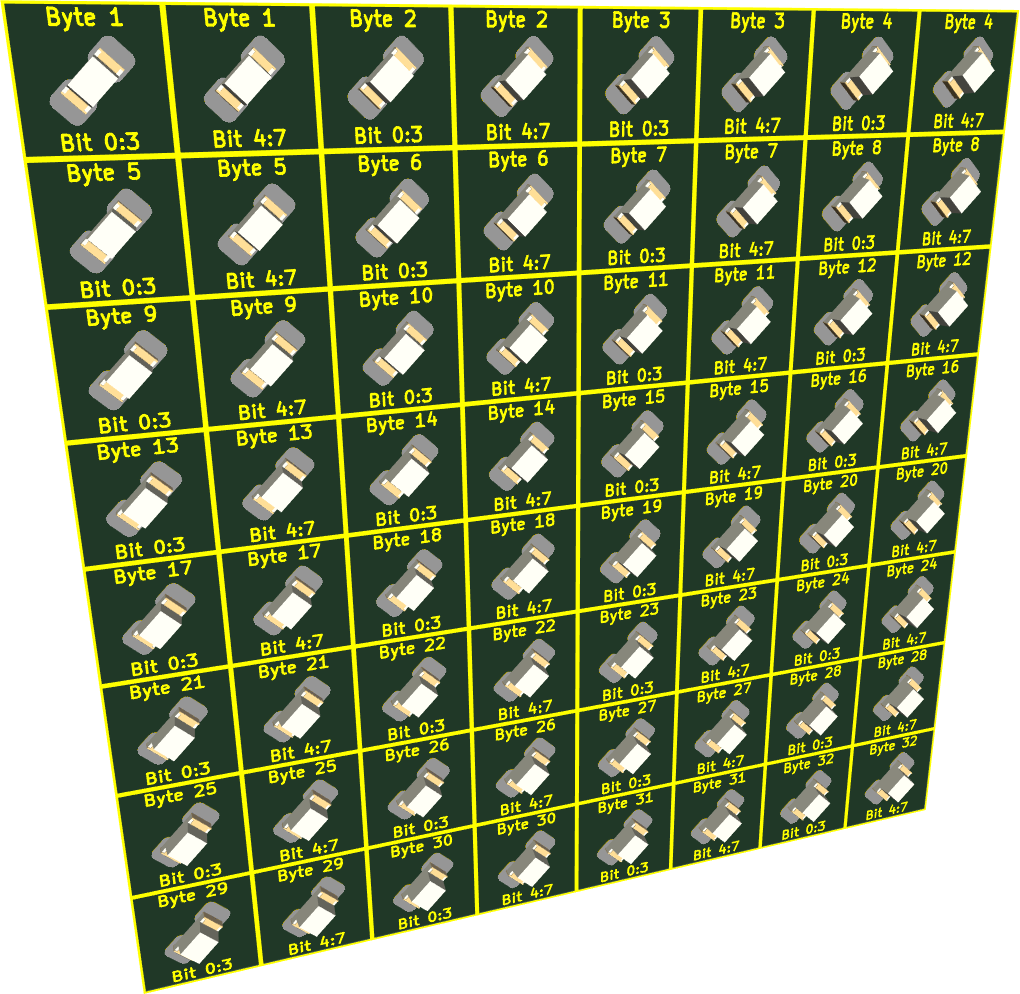 Byte 1 Byte 1 Byte 2 Byte 2 Byte 3 Byte 3 Byte 4 Byte 4
Bit 0:3 Bit 4:7 Bit 0:3 Bit 4:7 Bit 0:3 Bit 4:7 Bit 0:3 Bit 4:7
Byte 5 Byte 5 Byte 6 Byte 6 Byte 7 Byte 7 Byte 8 Byte 8
Bit 0:3 Bit 4:7 Bit 0:3 Bit 4:7 Bit 0:3 Bit 4:7 Bit 0:3 Bit 4:7
Byte 9 Byte 9 Byte 10 Byte 10 Byte 11 Byte 11 Byte 12 Byte 12
Bit 0:3 Bit 4:7 Bit 0:3 Bit 4:7 Bit 0:3 Bit 4:7 Bit 0:3 Bit 4:7
Byte 13 Byte 13 Byte 14 Byte 14 Byte 15 Byte 15 Byte 16 Byte 16
Bit 0:3 Bit 4:7 Bit 0:3 Bit 4:7 Bit 0:3 Bit 4:7 Bit 0:3 Bit 4:7
Byte 17 Byte 17 Byte 18 Byte 18 Byte 19 Byte 19 Byte 20 Byte 20
Bit 0:3 Bit 4:7 Bit 0:3 Bit 4:7 Bit 0:3 Bit 4:7 Bit 0:3 Bit 4:7
Byte 21 Byte 21 Byte 22 Byte 22 Byte 23 Byte 23 Byte 24 Byte 24
Bit 0:3 Bit 4:7 Bit 0:3 Bit 4:7 Bit 0:3 Bit 4:7 Bit 0:3 Bit 4:7
Byte 25 Byte 25 Byte 26 Byte 26 Byte 27 Byte 27 Byte 28 Byte 28
Bit 0:3 Bit 4:7 Bit 0:3 Bit 4:7 Bit 0:3 Bit 4:7 Bit 0:3 Bit 4:7
Byte 29 Byte 29 Byte 30 Byte 30 Byte 31 Byte 31 Byte 32 Byte 32
Bit 0:3 Bit 4:7 Bit 0:3 Bit 4:7 Bit 0:3 Bit 4:7 Bit 0:3 Bit 4:7